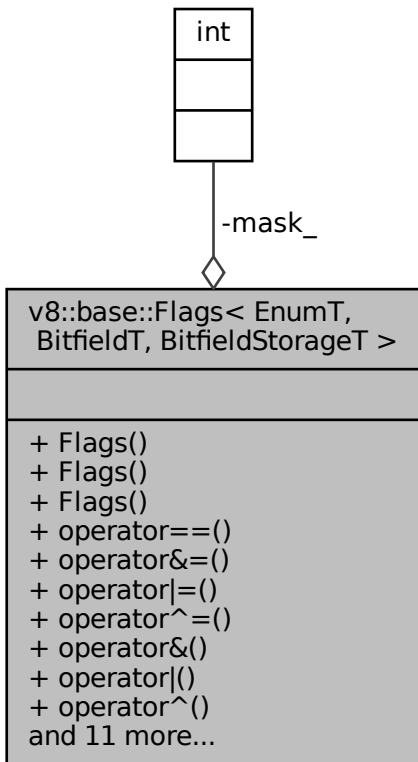 int
-mask_
v8::base::Flags< EnumT,
BitfieldT, BitfieldStorageT >
+ Flags()
+ Flags()
+ Flags()
+ operator==()
+ operator&=()
+ operator|=()
+ operator^=()
+ operator&()
+ operator|()
+ operator^()
and 11 more...